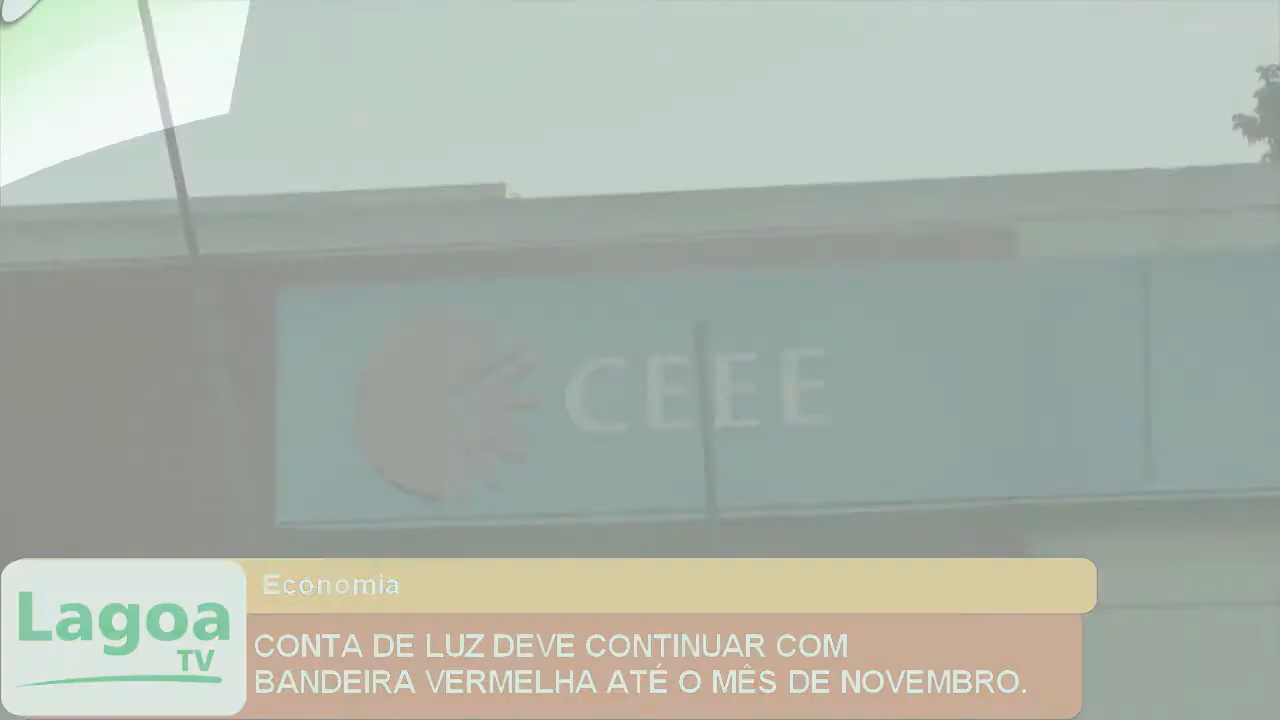 CEEE
Economia
Lagoa
TV
CONTA DE LUZ DEVE CONTINUAR COM
BANDEIRA VERMELHA ATÉ O MÊS DE NOVEMBRO.